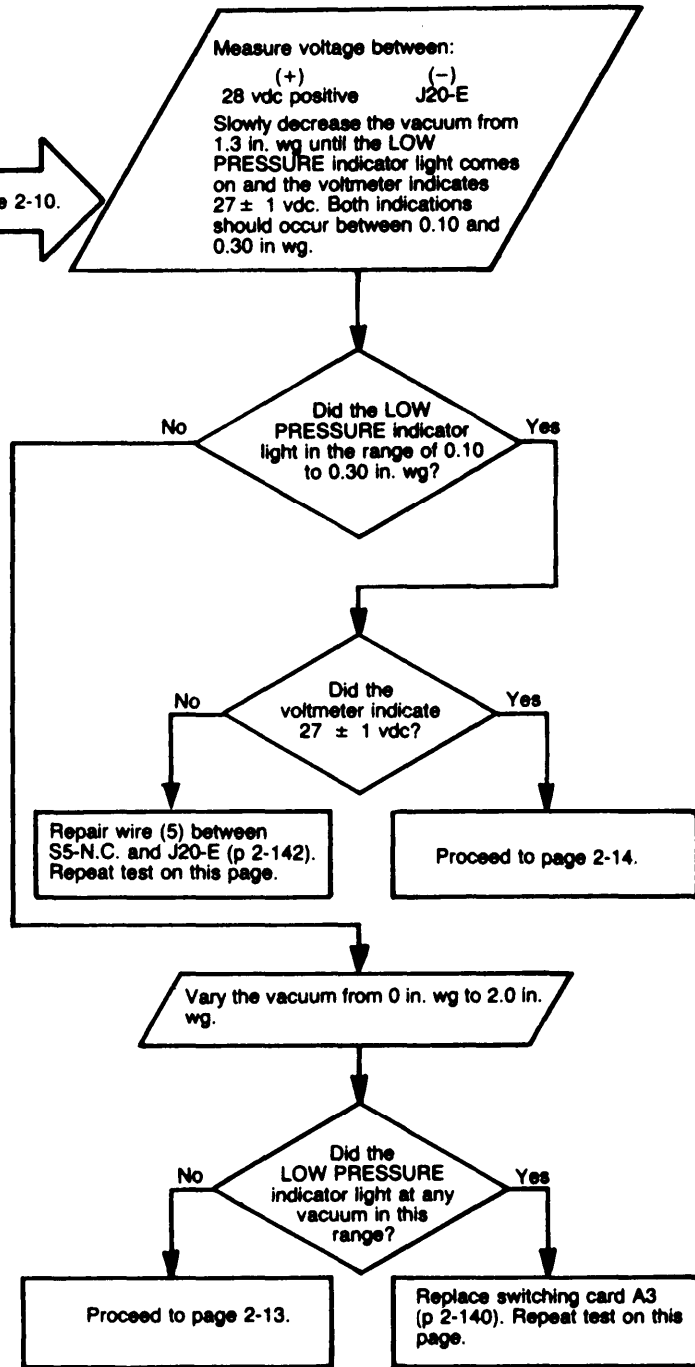 Measure voltage between:
(+) (-)
28 vdc positive J20-E
Slowly decrease the vacuum from
1.3 in. wg until the LOW
PRESSURE indicator light comes
on and the voltmeter indicates
27 ± 1 vdc. Both indications
should occur between 0.10 and
0.30 in wg.
2-10.
No
Did the LOW
PRESSURE indicator
light in the range of 0.10
to 0.30 in. wg?
Yes
No
Did the
voltmeter indicate
27 ± 1 vdc?
Yes
Repair wire (5) between
S5-N.C. and J20-E (p 2-142).
Repeat test on this page.
Proceed to page 2-14.
Vary the vacuum from 0 in. wg to 2.0 in.
wg.
No
Did the
LOW PRESSURE
indicator light at any
vacuum in this
range?
Yes
Proceed to page 2-13.
Replace switching card A3
(p 2-140). Repeat test on this
page.